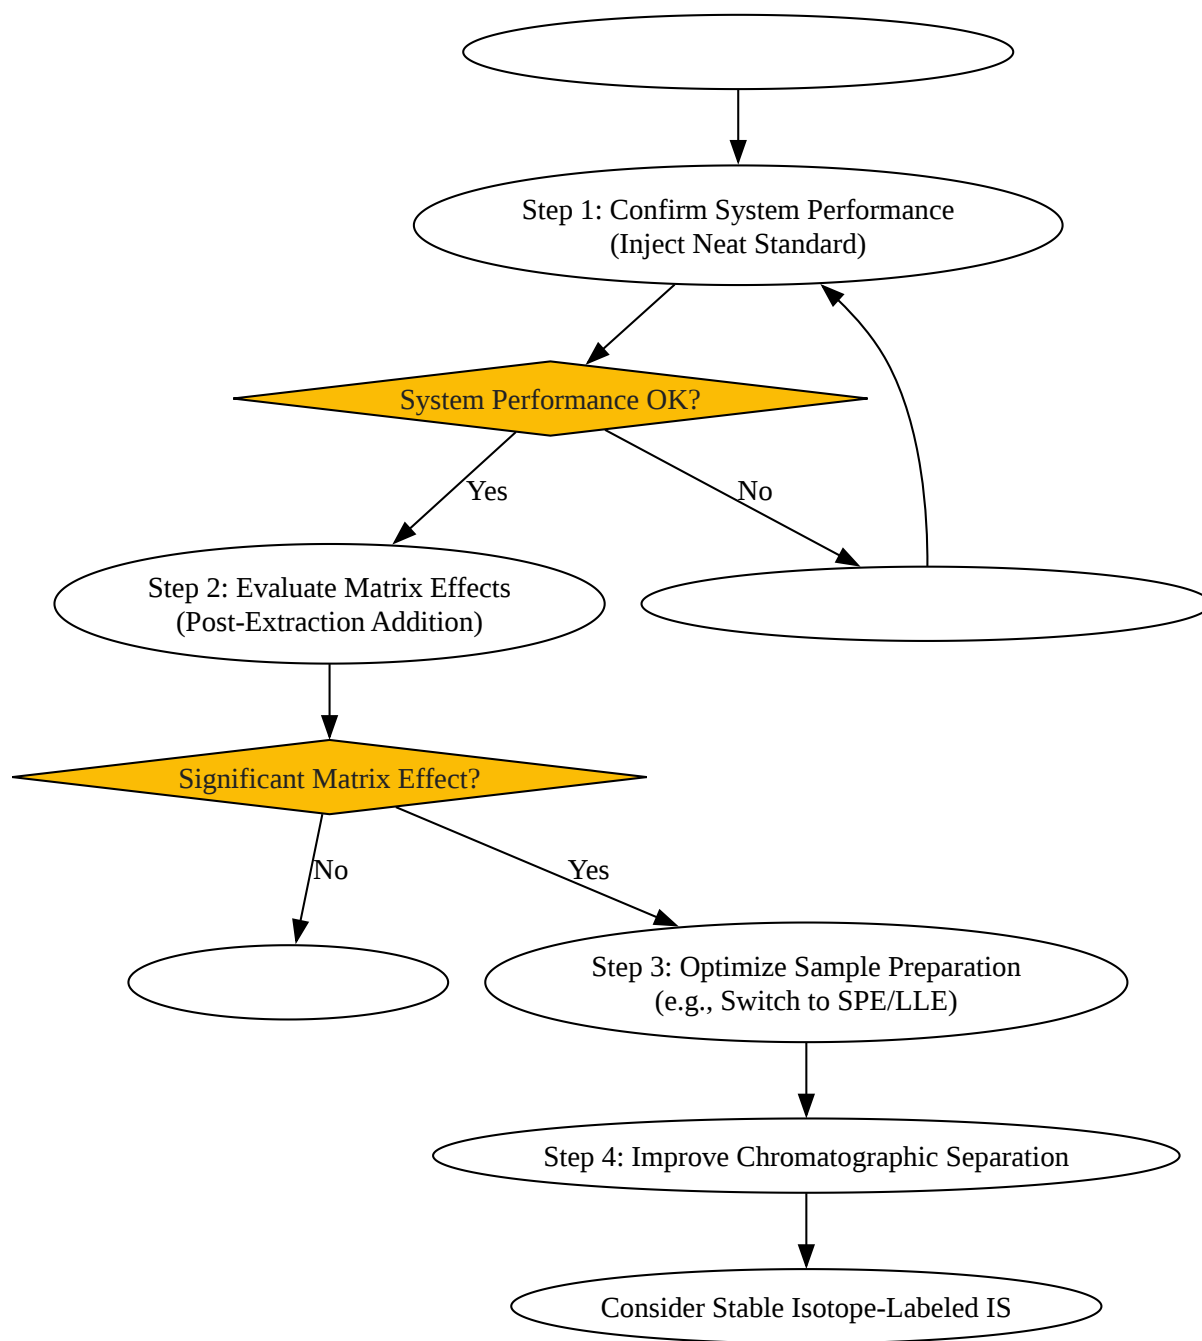 Step 1: Confirm System Performance
(Inject Neat Standard)
System Performance OK?
Yes
No
Step 2: Evaluate Matrix Effects
(Post-Extraction Addition)
Significant Matrix Effect?
No
Yes
Step 3: Optimize Sample Preparation
(e.g., Switch to SPE/LLE)
Step 4: Improve Chromatographic Separation
Consider Stable Isotope-Labeled IS